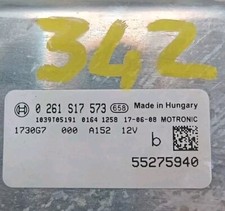 342
0 261 S17 573 658 Made in Hungary
1039T05191 0164 1258 17-06-08 MOTRONIC
1730G7 000 A152 12V
b
55275940